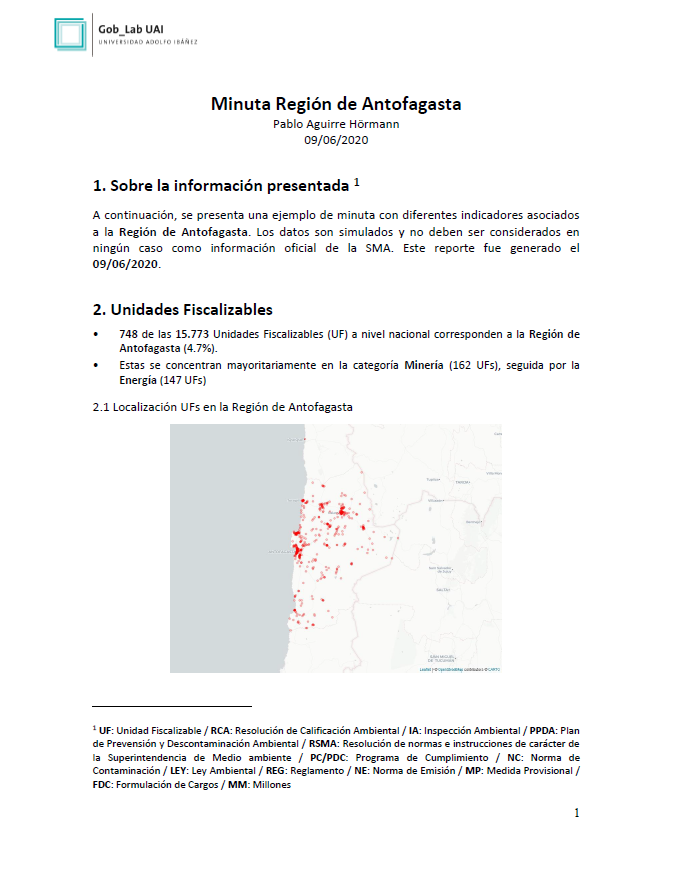 Gob_Lab UAI
UNIVERSIDAD ADOLFO IBÁÑEZ
Minuta Región de Antofagasta
Pablo Aguirre Hörmann
09/06/2020
1. Sobre la información presentada 1
A continuación, se presenta una ejemplo de minuta con diferentes indicadores asociados
a la Región de Antofagasta. Los datos son simulados y no deben ser considerados en
ningún caso como información oficial de la SMA. Este reporte fue generado el
09/06/2020.
2. Unidades Fiscalizables
• 748 de las 15.773 Unidades Fiscalizables (UF) a nivel nacional corresponden a la Región de
Antofagasta (4.7%).
• Estas se concentran mayoritariamente en la categoría Minería (162 UFs), seguida por la
Energía (147 UFs)
2.1 Localización UFs en la Región de Antofagasta
Leaflet | © OpenStreetMap contributors © CARTO
1 UF: Unidad Fiscalizable / RCA: Resolución de Calificación Ambiental / IA: Inspección Ambiental / PPDA: Plan
de Prevención y Descontaminación Ambiental / RSMA: Resolución de normas e instrucciones de carácter de
la Superintendencia de Medio ambiente / PC/PDC: Programa de Cumplimiento / NC: Norma de
Contaminación / LEY: Ley Ambiental / REG: Reglamento / NE: Norma de Emisión / MP: Medida Provisional /
FDC: Formulación de Cargos / MM: Millones
1